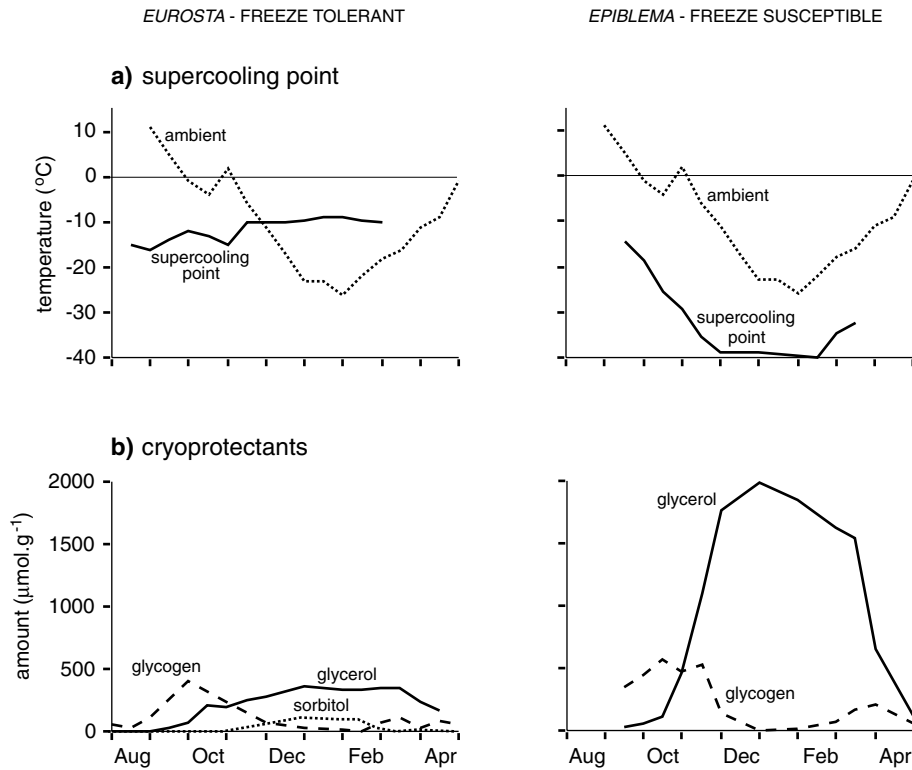 EUROSTA - FREEZE TOLERANT
EPIBLEMA - FREEZE SUSCEPTIBLE
a) supercooling point
temperature (°C)
10
0
-10
-20
-30
-40
ambient
supercooling
point
ambient
supercooling
point
b) cryoprotectants
amount (μmol.g⁻¹)
2000
1500
1000
500
0
glycogen
glycerol
sorbitol
Aug
Oct
Dec
Feb
Apr
glycerol
glycogen
Aug
Oct
Dec
Feb
Apr